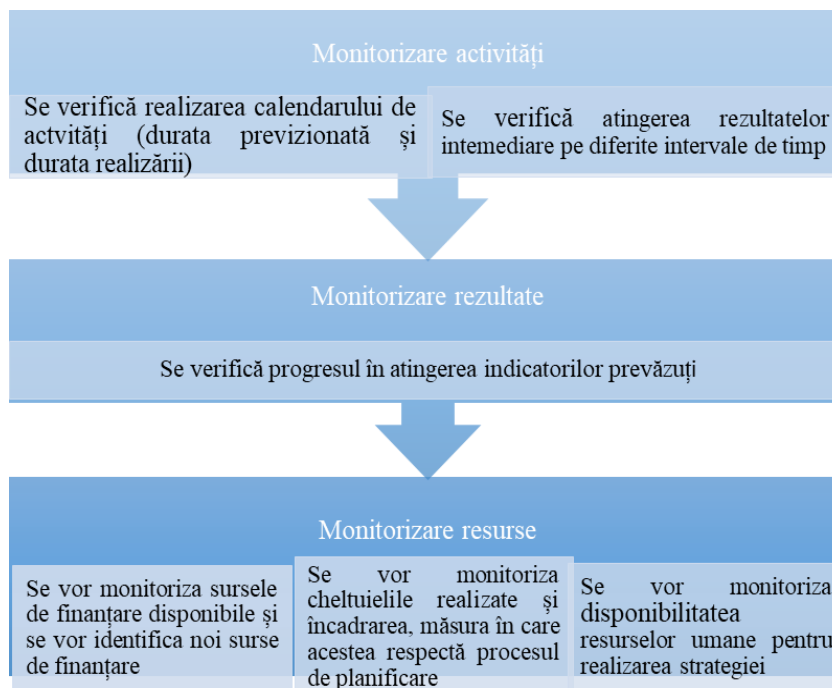 Monitorizare activități
Se verifică realizarea calendarului de
actvități (durata previzionată și
durata realizării)
Se verifică atingerea rezultatelor
intemediare pe diferite intervale de timp
Monitorizare rezultate
Se verifică progresul în atingerea indicatorilor prevăzuți
Monitorizare resurse
Se vor monitoriza sursele
de finanțare disponibile și
se vor identifica noi surse
de finanțare
Se vor monitoriza
cheltuielile realizate și
încadrarea, măsura în care
acestea respectă procesul
de planificare
Se vor monitoriza
disponibilitatea
resurselor umane pentru
realizarea strategiei